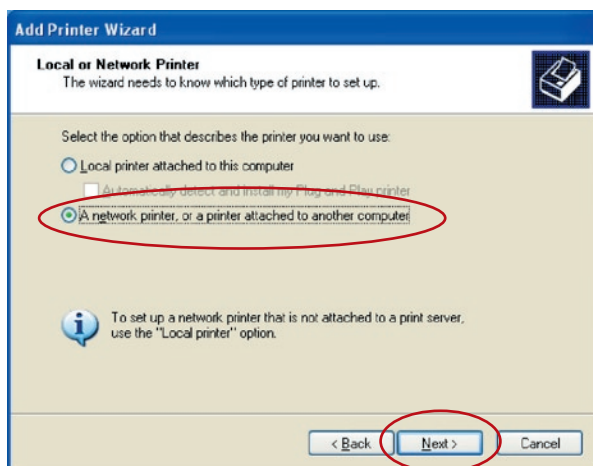 Add Printer Wizard
Local or Network Printer
The wizard needs to know which type of printer to set up.
Select the option that describes the printer you want to use:
Local printer attached to this computer
Automatically detect and install my Plug and Play printer
A network printer, or a printer attached to another computer
To set up a network printer that is not attached to a print server,
use the "Local printer" option.
< Back Next > Cancel